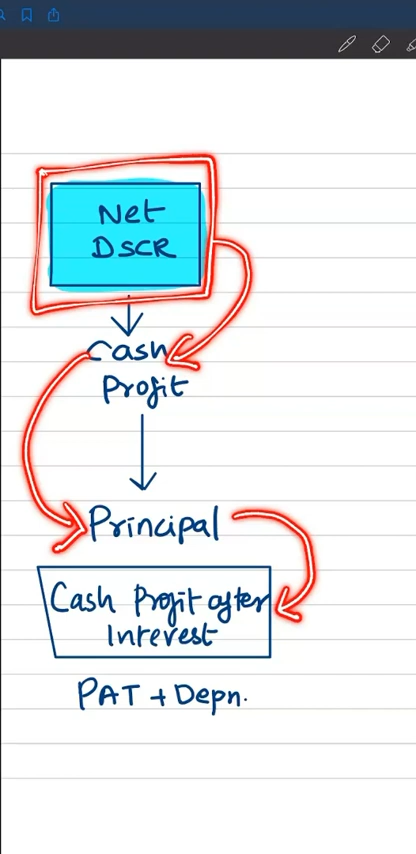 Net
DSCR
Cash
Profit
Principal
Cash Profit after
Interest
PAT + Depn.